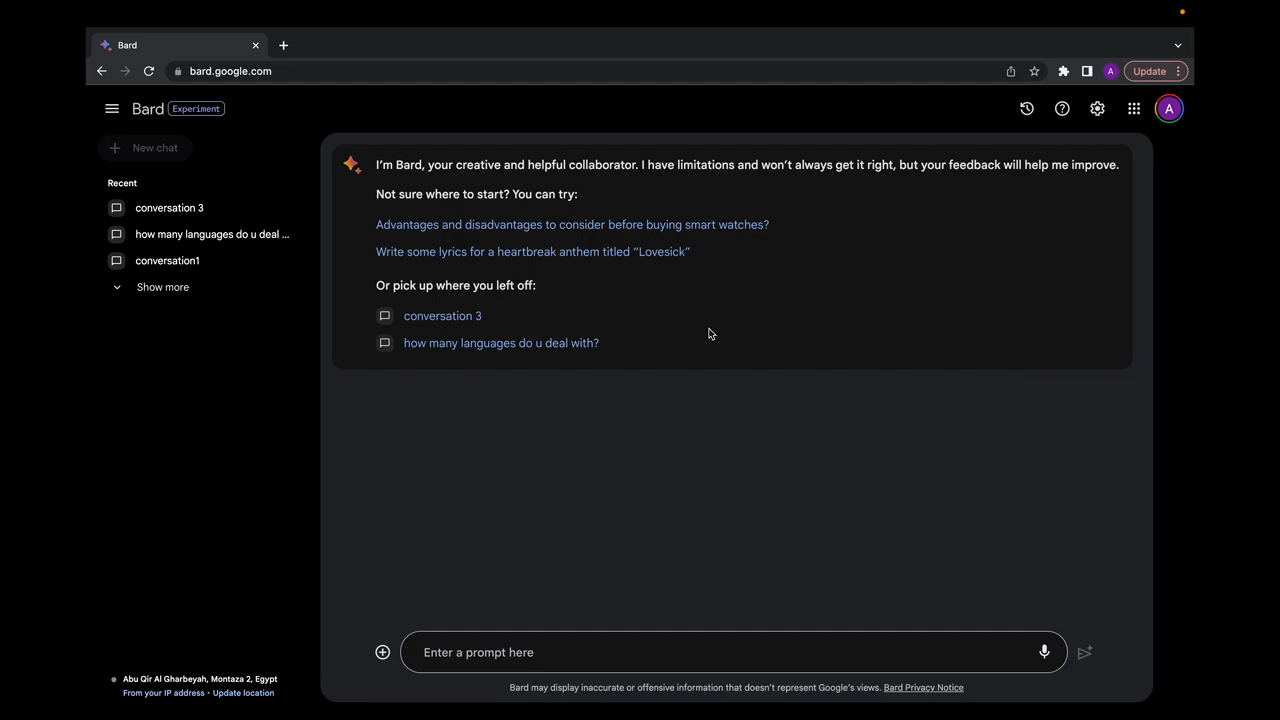 Bard
bard.google.com
Update
A
Bard Experiment
A
New chat
Recent
conversation 3
how many languages do u deal ...
conversation1
Show more
I’m Bard, your creative and helpful collaborator. I have limitations and won’t always get it right, but your feedback will help me improve.
Not sure where to start? You can try:
Advantages and disadvantages to consider before buying smart watches?
Write some lyrics for a heartbreak anthem titled “Lovesick”
Or pick up where you left off:
conversation 3
how many languages do u deal with?
Enter a prompt here
Abu Qir Al Gharbeyah, Montaza 2, Egypt
From your IP address • Update location
Bard may display inaccurate or offensive information that doesn’t represent Google’s views. Bard Privacy Notice